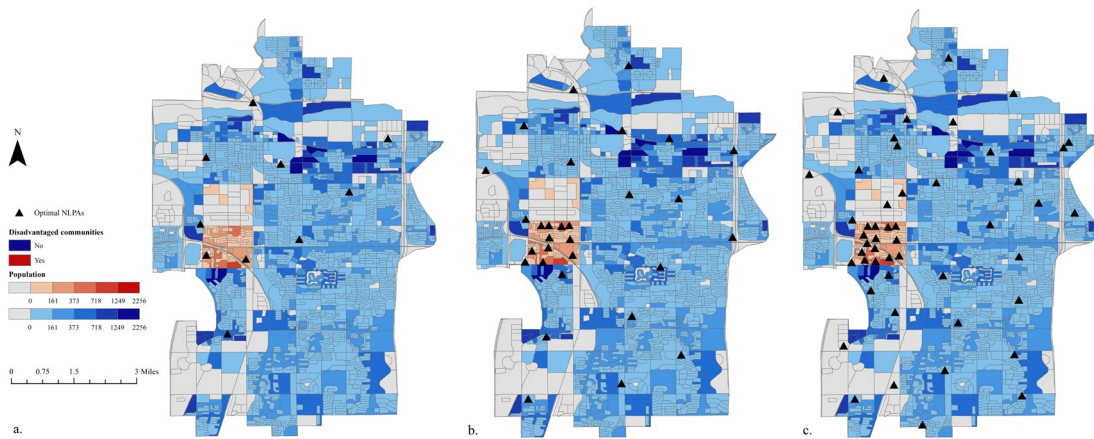 N
Optimal NLPAs
Disadvantaged communities
No
Yes
Population
0 161 373 718 1249 2256
0 161 373 718 1249 2256
0 0.75 1.5 3 Miles
a. b. c.